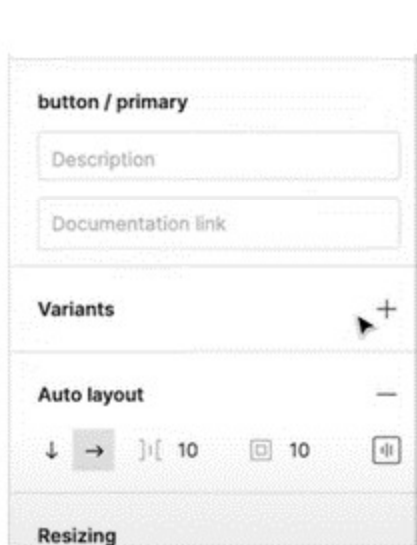 button / primary
Description
Documentation link
Variants
Auto layout
10 10
Resizing